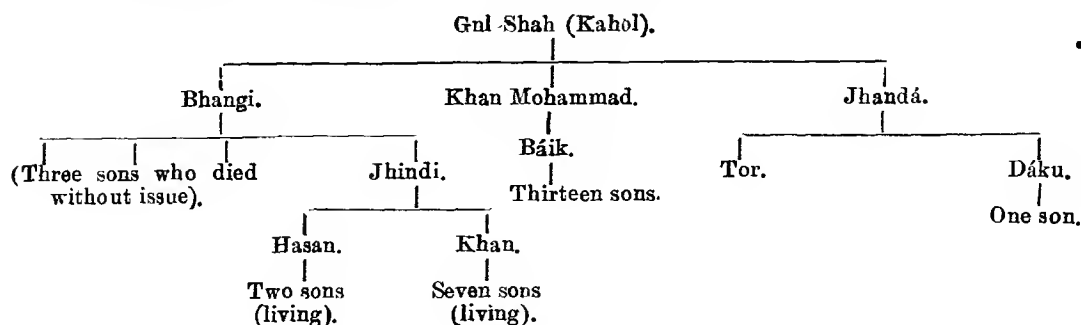 Gnl Shah (Kahol).
Bhangi. Khan Mohammad. Jhandá.
Báik.
(Three sons who died Jhindi. Tor. Dáku.
without issue). Thirteen sons.
One son.
Hasan. Khan.
Two sons Seven sons
(living). (living).